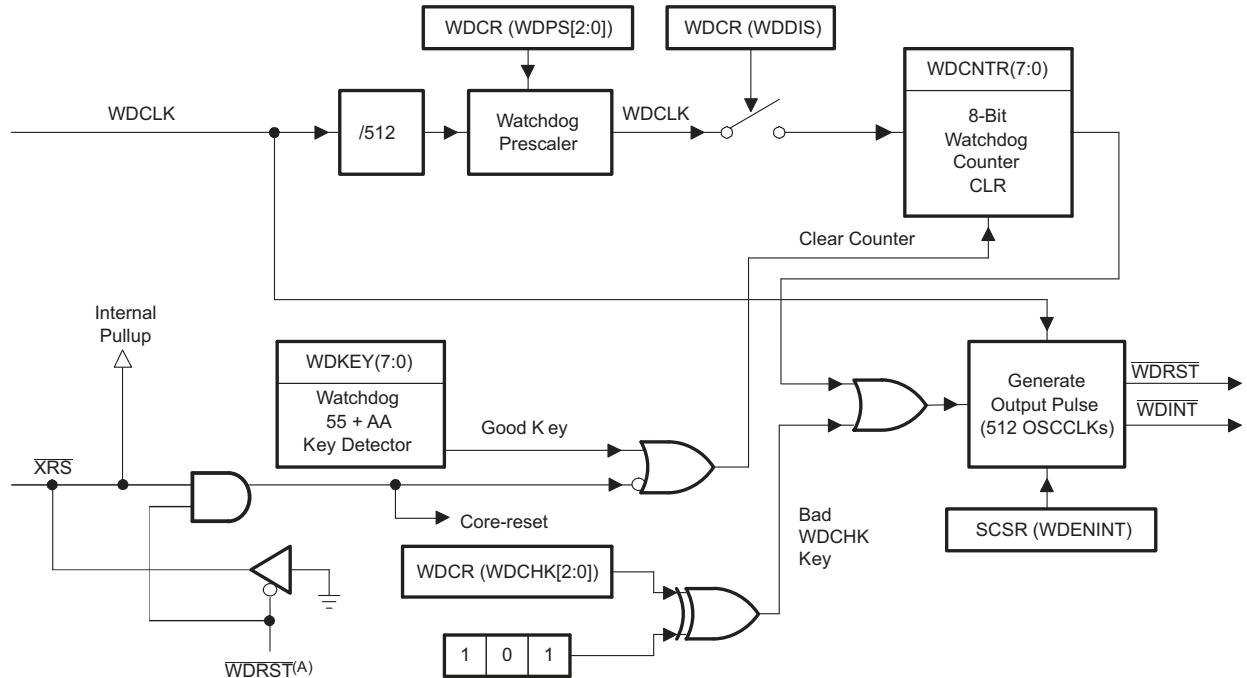 WDCR (WDPS[2:0])
WDCR (WDDIS)
WDCNTR(7:0)
WDCLK
/512
Watchdog
Prescaler
WDCLK
8-Bit
Watchdog
Counter
CLR
Clear Counter
Internal
Pullup
WDKEY(7:0)
Watchdog
55 + AA
Key Detector
Good Key
Generate
Output Pulse
(512 OSCCLKs)
WDRST
WDINT
XRS
Core-reset
Bad
WDCHK
Key
SCSR (WDENINT)
WDCR (WDCHK[2:0])
1 0 1
WDRST(A)